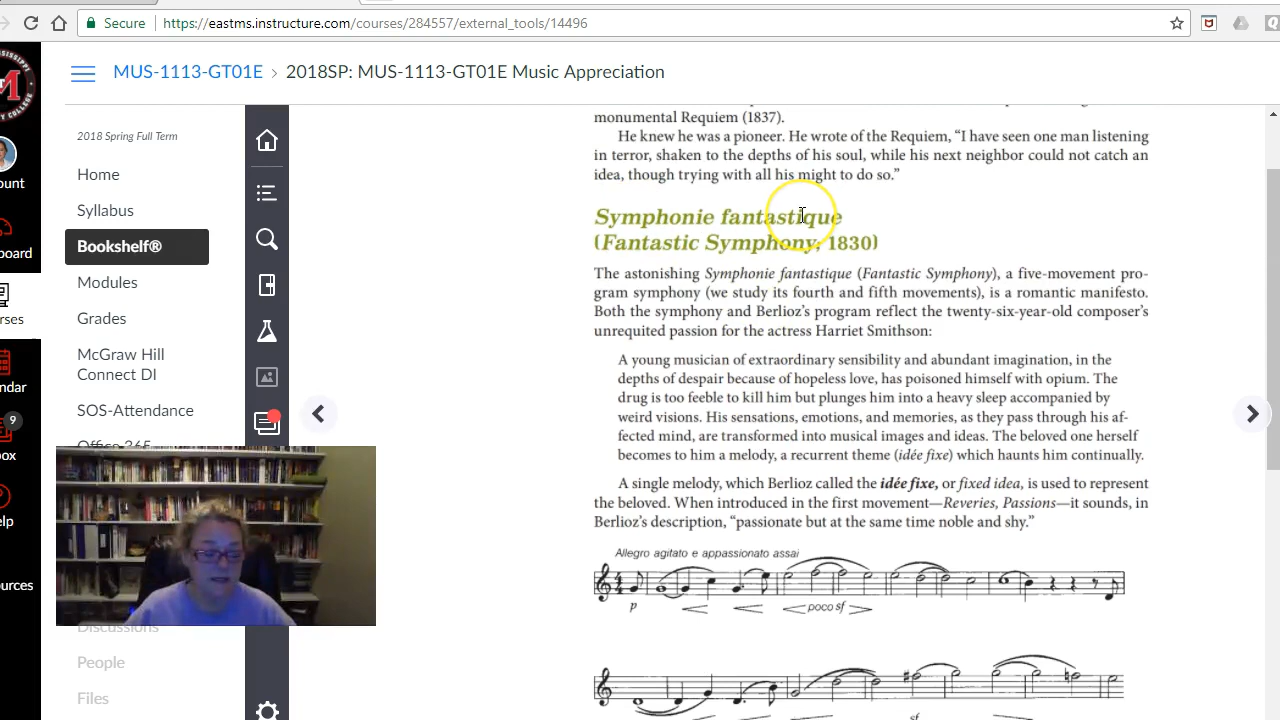 Secure https://eastms.instructure.com/courses/284557/external_tools/14496
MUS-1113-GT01E > 2018SP: MUS-1113-GT01E Music Appreciation
2018 Spring Full Term
Home
Syllabus
Bookshelf®
Modules
Grades
McGraw Hill
Connect DI
SOS-Attendance
Office 365
Discussions
People
Files
ount
board
rses
ndar
9
box
elp
ources
monumental Requiem (1837).
He knew he was a pioneer. He wrote of the Requiem, “I have seen one man listening
in terror, shaken to the depths of his soul, while his next neighbor could not catch an
idea, though trying with all his might to do so.”
Symphonie fantastique
(Fantastic Symphony, 1830)
The astonishing Symphonie fantastique (Fantastic Symphony), a five-movement pro-
gram symphony (we study its fourth and fifth movements), is a romantic manifesto.
Both the symphony and Berlioz’s program reflect the twenty-six-year-old composer’s
unrequited passion for the actress Harriet Smithson:
A young musician of extraordinary sensibility and abundant imagination, in the
depths of despair because of hopeless love, has poisoned himself with opium. The
drug is too feeble to kill him but plunges him into a heavy sleep accompanied by
weird visions. His sensations, emotions, and memories, as they pass through his af-
fected mind, are transformed into musical images and ideas. The beloved one herself
becomes to him a melody, a recurrent theme (idée fixe) which haunts him continually.
A single melody, which Berlioz called the idée fixe, or fixed idea, is used to represent
the beloved. When introduced in the first movement—Reveries, Passions—it sounds, in
Berlioz’s description, “passionate but at the same time noble and shy.”
Allegro agitato e appassionato assai
p poco sf
sf